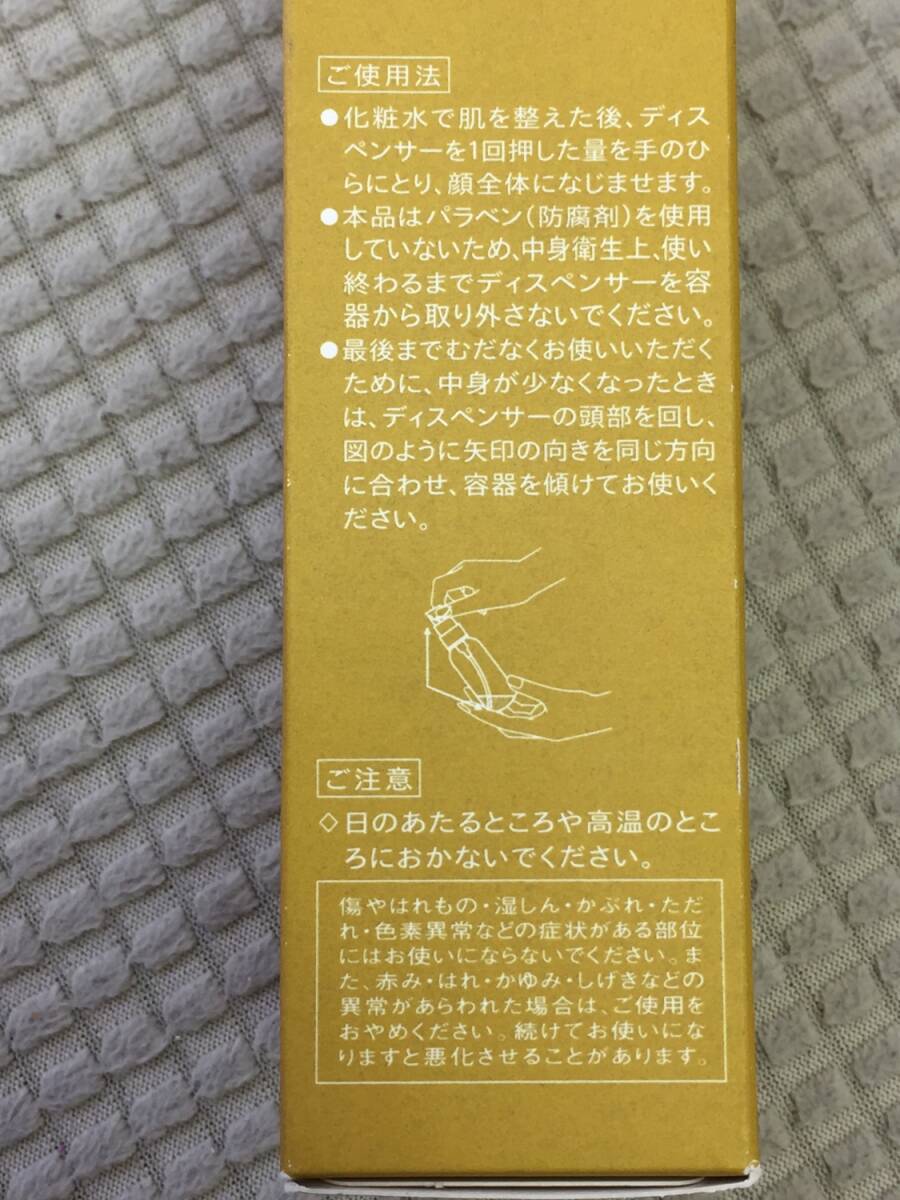 ご使用法
●化粧水で肌を整えた後、ディス
ペンサーを1回押した量を手のひ
らにとり、顔全体になじませます。
●本品はパラベン(防腐剤)を使用
していないため、中身衛生上、使い
終わるまでディスペンサーを容
器から取り外さないでください。
●最後までむだなくお使いいただく
ために、中身が少なくなったとき
は、ディスペンサーの頭部を回し、
図のように矢印の向きを同じ方向
に合わせ、容器を傾けてお使いく
ださい。
ご注意
◇日のあたるところや高温のとこ
ろにおかないでください。
傷やはれもの・湿しん・かぶれ・ただ
れ・色素異常などの症状がある部位
にはお使いにならないでください。ま
た、赤み・はれ・かゆみ・しげきなどの
異常があらわれた場合は、ご使用を
おやめください。続けてお使いにな
りますと悪化させることがあります。